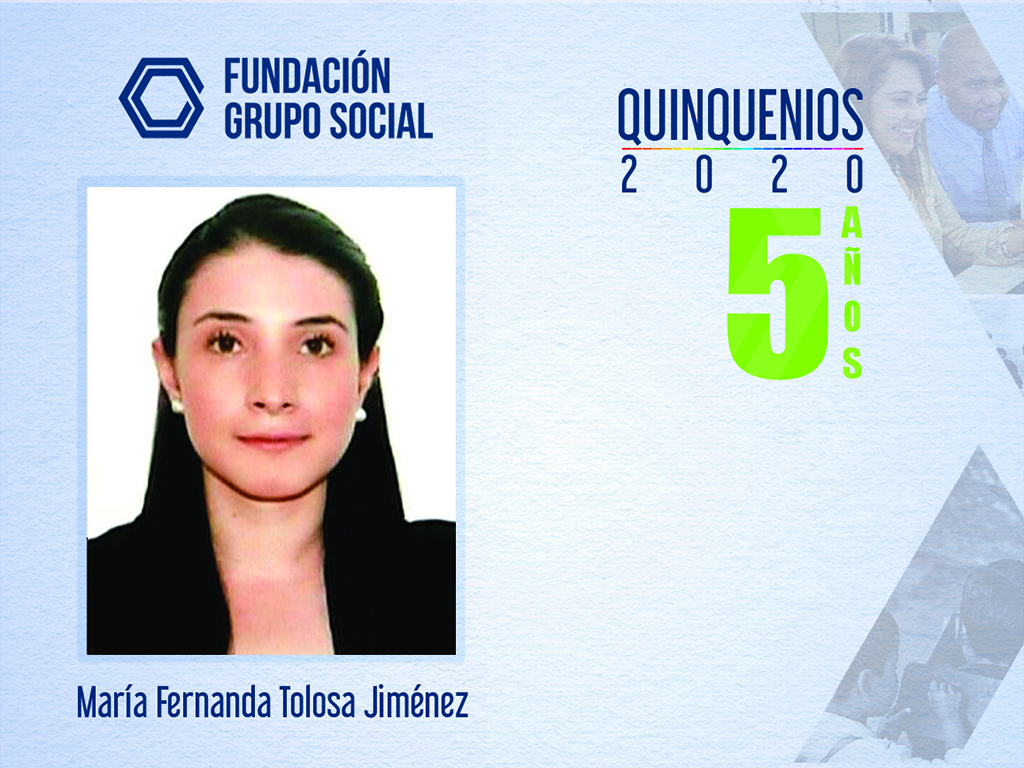 FUNDACIÓN
GRUPO SOCIAL
QUINQUENIOS
2020
5 AÑOS
María Fernanda Tolosa Jiménez